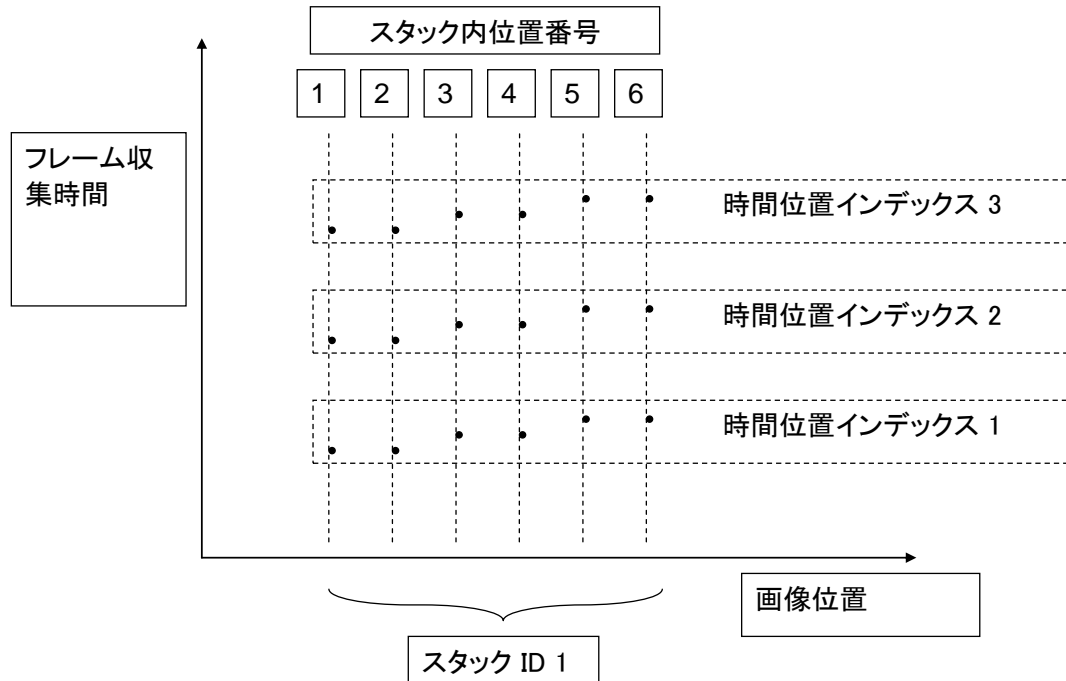 スタック内位置番号
1 2 3 4 5 6
フレーム収
集時間
時間位置インデックス 3
時間位置インデックス 2
時間位置インデックス 1
画像位置
スタック ID 1